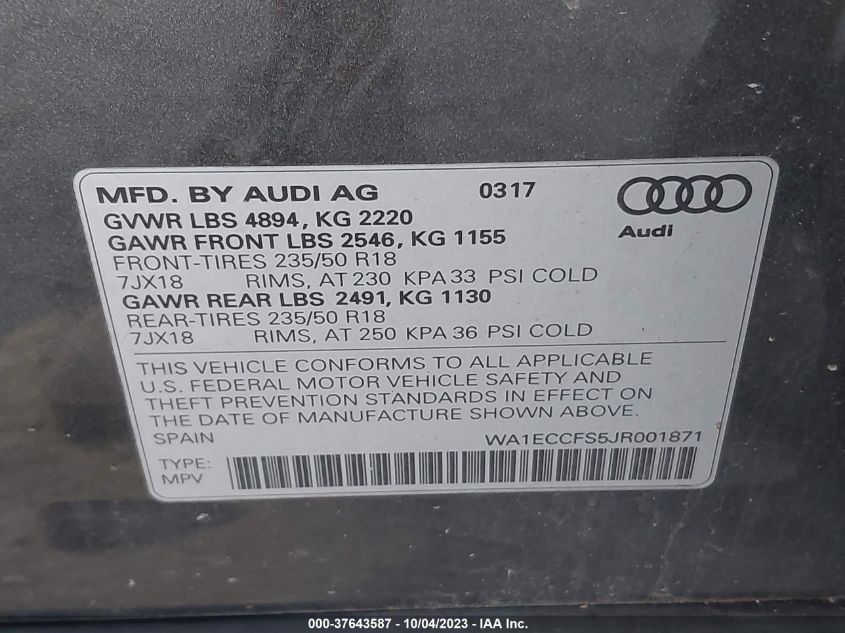 MFD. BY AUDI AG 0317
GVWR LBS 4894, KG 2220
Audi
GAWR FRONT LBS 2546, KG 1155
FRONT-TIRES 235/50 R18
7JX18 RIMS, AT 230 KPA 33 PSI COLD
GAWR REAR LBS 2491, KG 1130
REAR-TIRES 235/50 R18
7JX18 RIMS, AT 250 KPA 36 PSI COLD
THIS VEHICLE CONFORMS TO ALL APPLICABLE
U.S. FEDERAL MOTOR VEHICLE SAFETY AND
THEFT PREVENTION STANDARDS IN EFFECT ON
THE DATE OF MANUFACTURE SHOWN.
SPAIN WA1ECCFS5JR001871
TYPE:
MPV
000-37643587 - 10/04/2023 - IAA Inc.